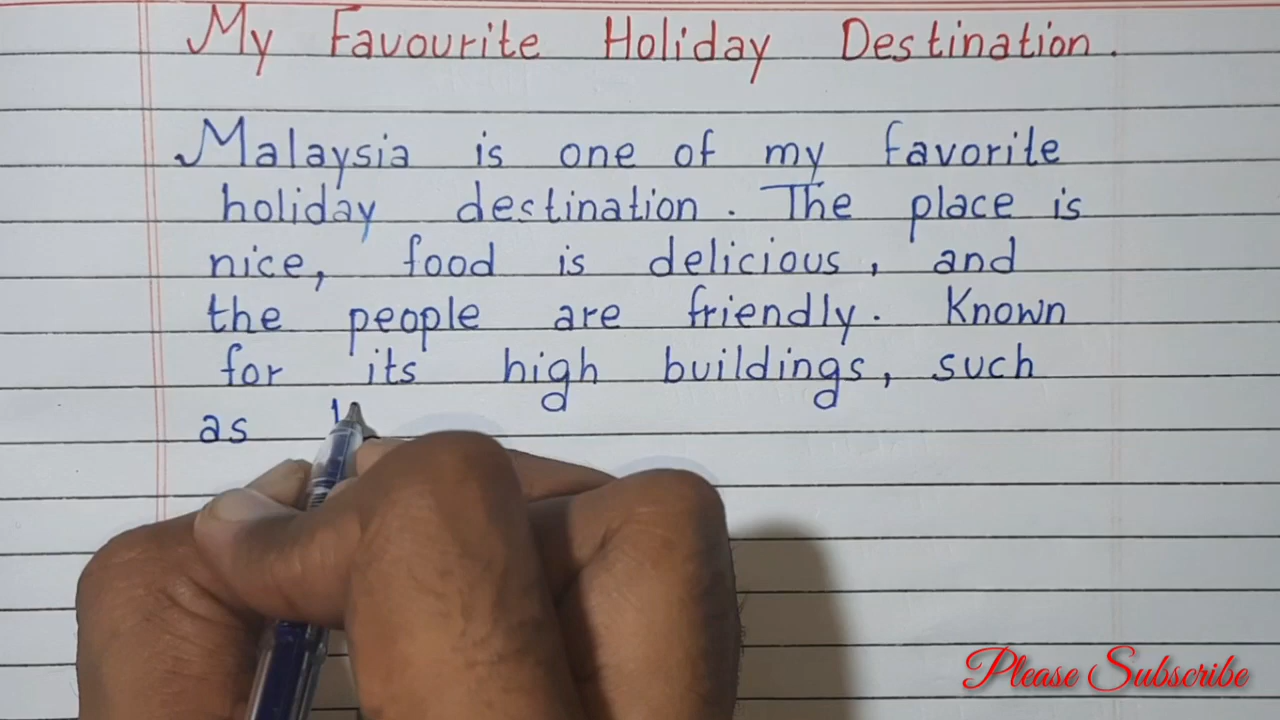 My Favourite Holiday Destination.
Malaysia is one of my favorite
holiday destination. The place is
nice, food is delicious, and
the people are friendly. Known
for its high buildings, such
as
Please Subscribe